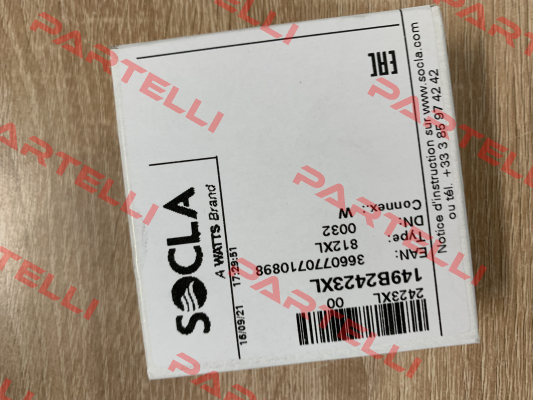 SOCLA
A WATTS Brand
15/09/21 17:29:51
2423XL 00
149B2423XL
EAN: 3660770710898
Type: 812XL
DN: 0032
Connex.: W
Notice d'instruction sur www.socla.com
ou tél. +33 3 85 97 42 42
EAC
PARTELLI
PARTELLI
PARTELLI
PARTELLI
PARTELLI
PARTELLI